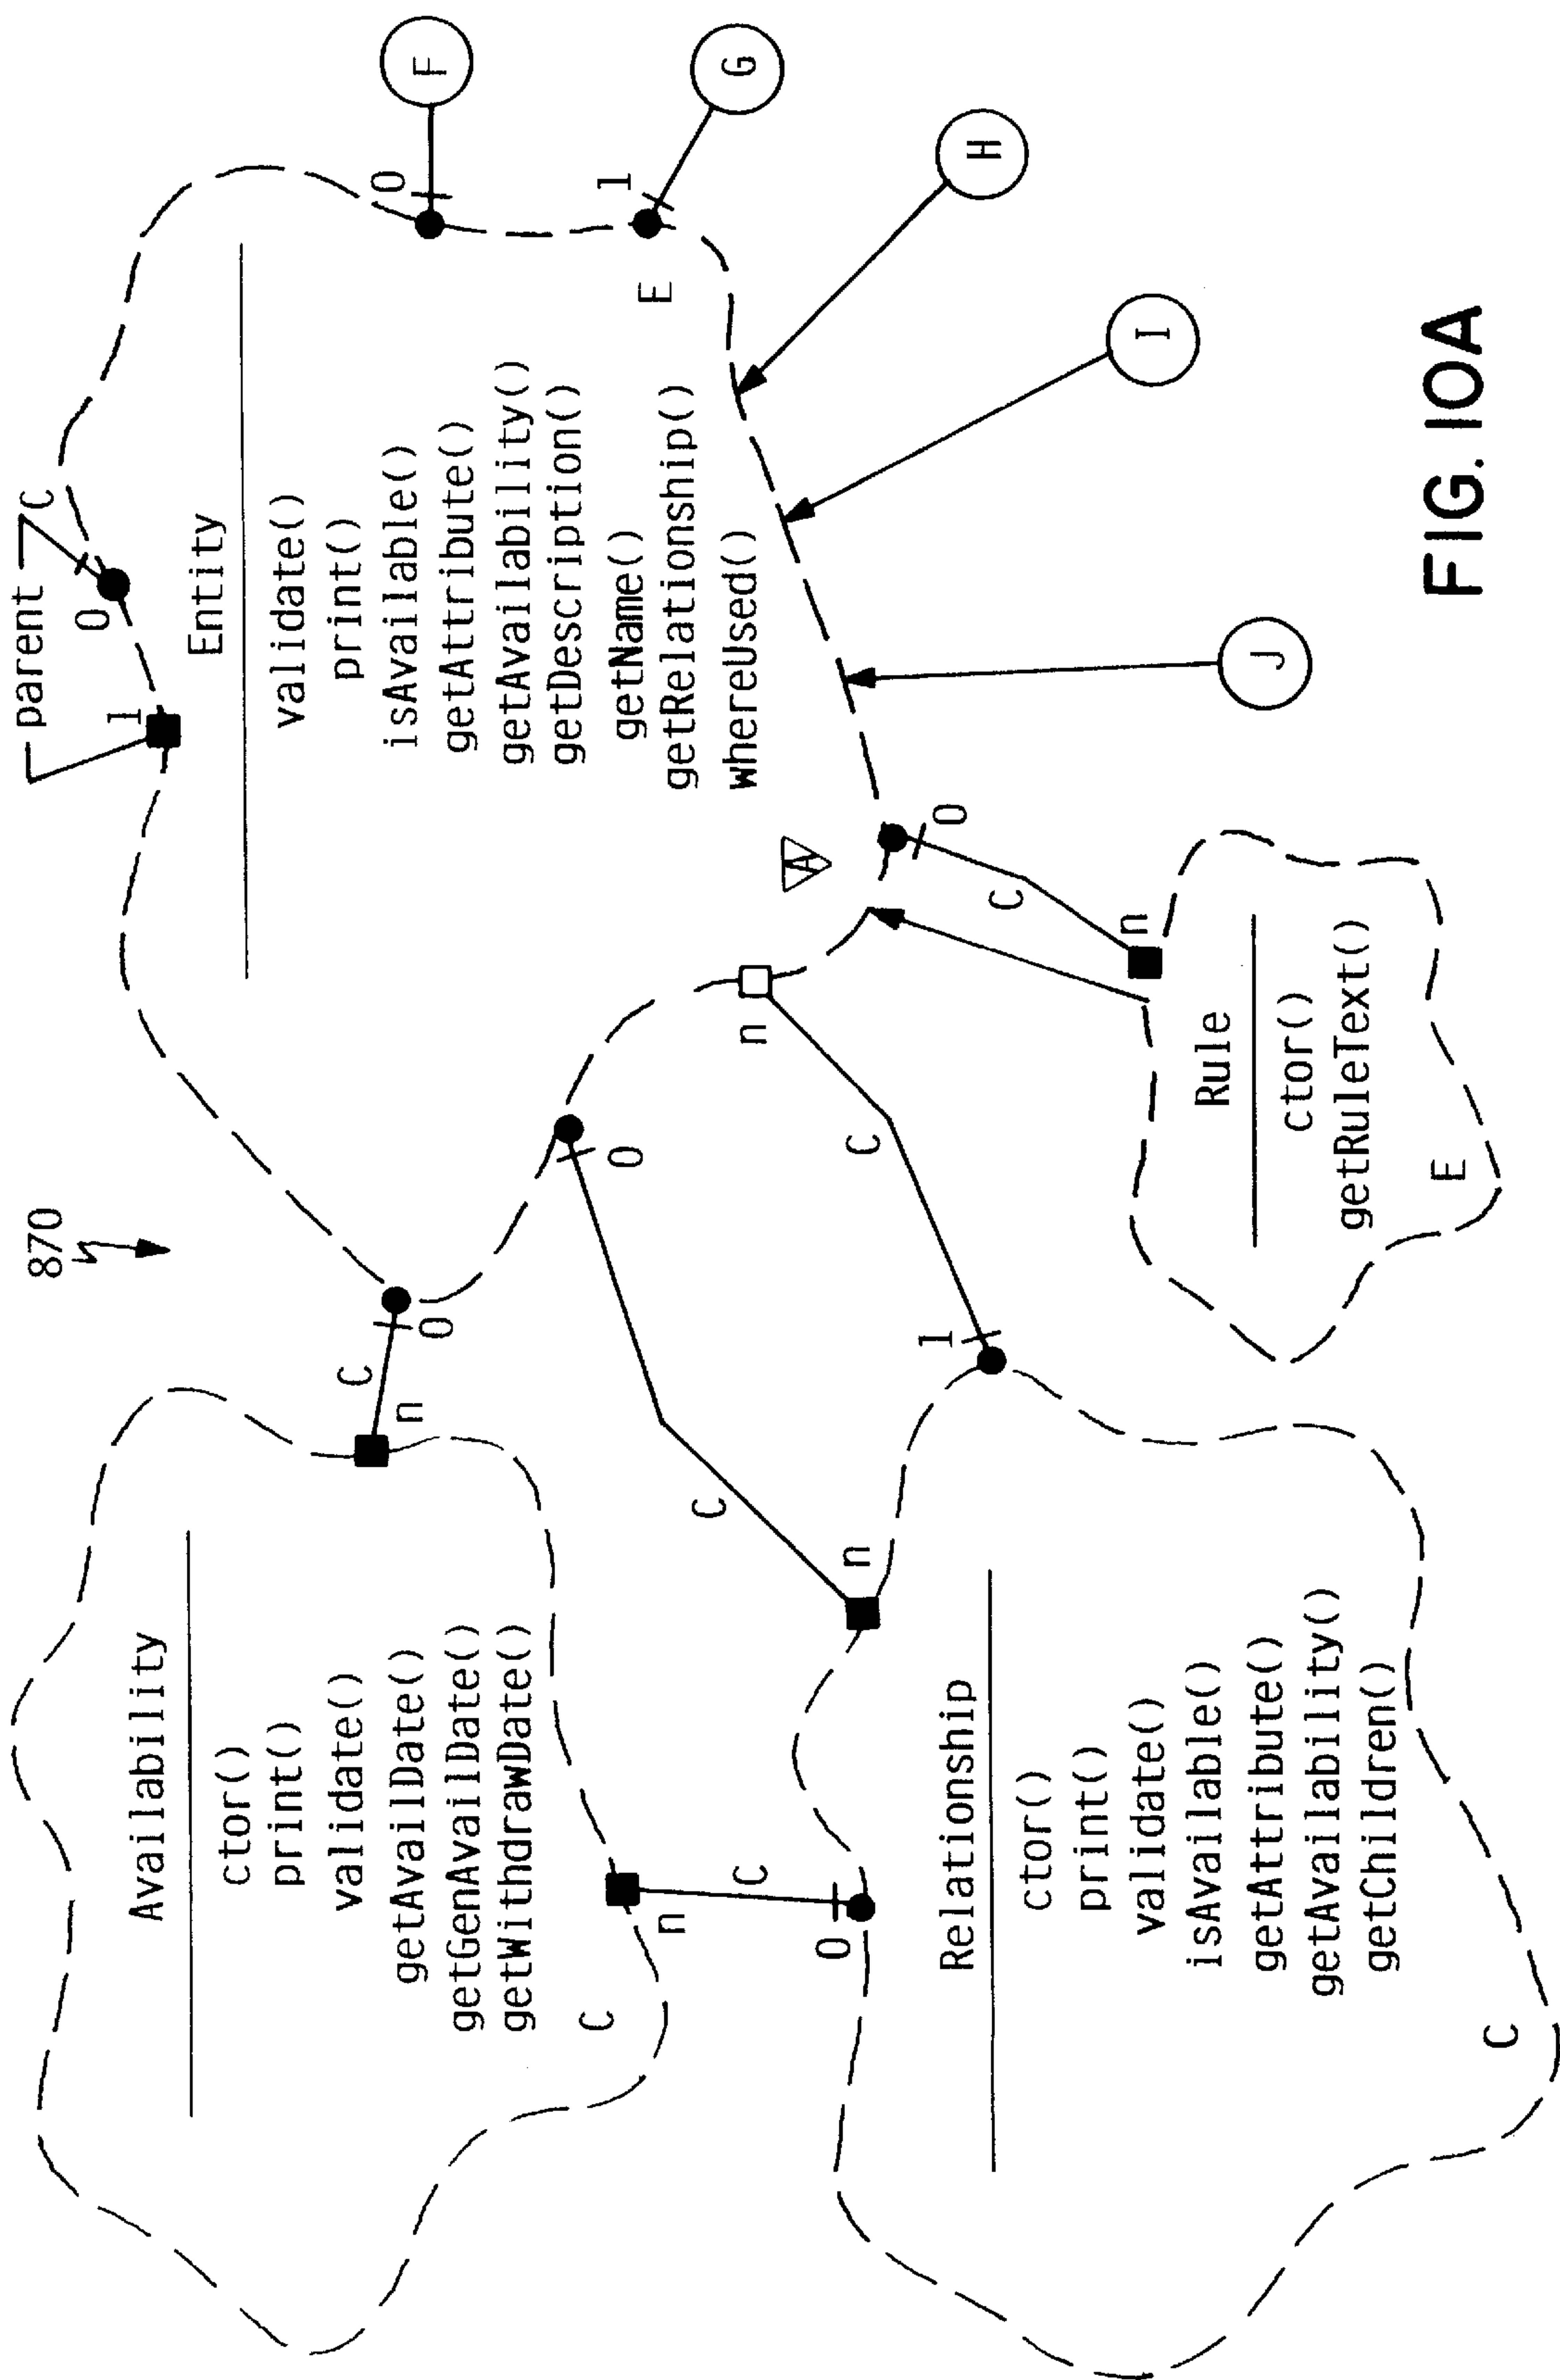 870
parent
1
0
C
Entity
validate()
print()
isAvailable()
getAttribute()
getAvailability()
getDescription()
getName()
getRelationship()
whereUsed()
E
0
F
1
G
H
I
J
A
Availability
ctor()
print()
validate()
getAvailDate()
getGenAvailDate()
getWithdrawDate()
C
n
C
0
n
C
0
0
C
n
n
C
1
0
C
n
Relationship
ctor()
print()
validate()
isAvailable()
getAttribute()
getAvailability()
getChildren()
C
Rule
ctor()
getRuleText()
E
FIG. 10A